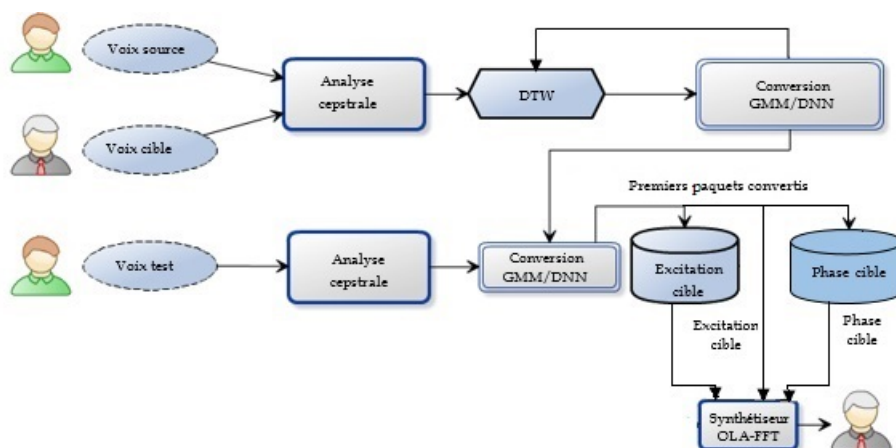 Voix source
Voix cible
Analyse
cepstrale
DTW
Conversion
GMM/DNN
Premiers paquets convertis
Voix test
Analyse
cepstrale
Conversion
GMM/DNN
Excitation
cible
Phase cible
Excitation
cible
Phase
cible
Synthétiseur
OLA-FFT